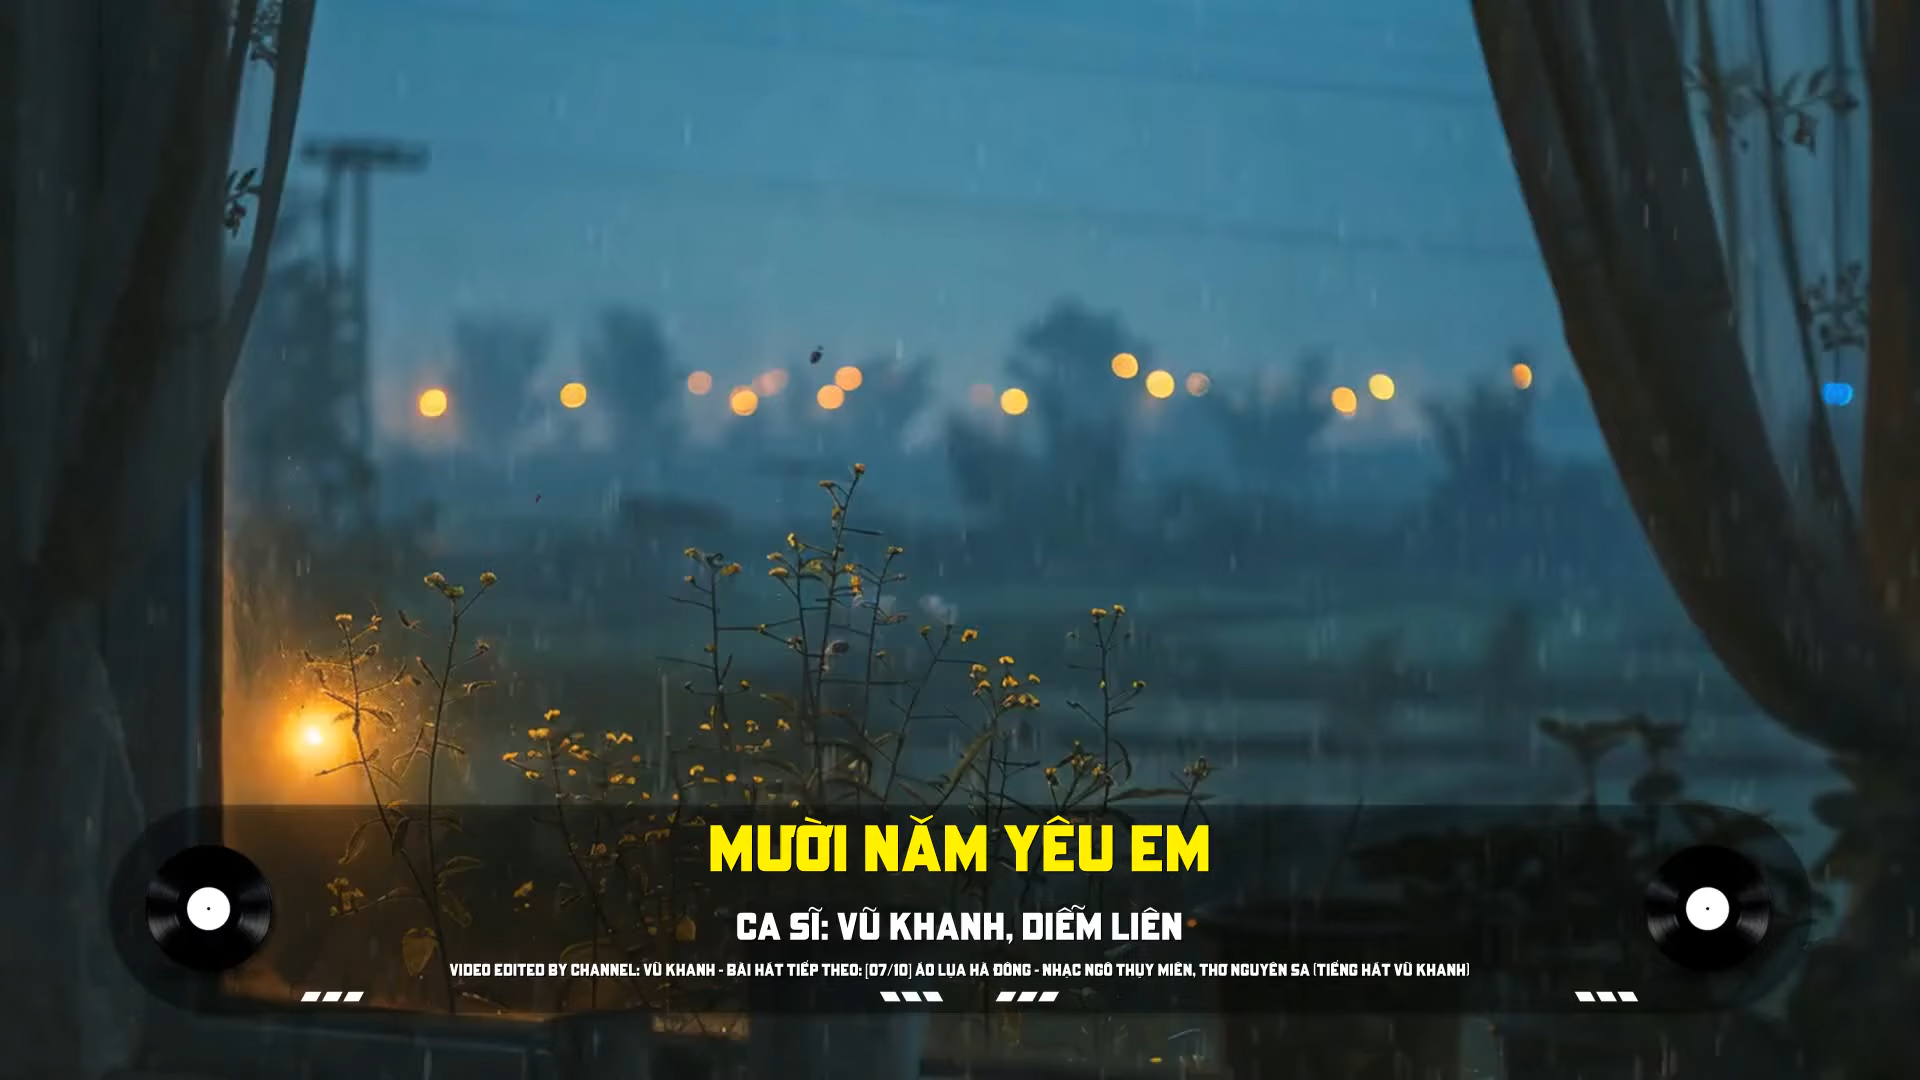 MƯỜI NĂM YÊU EM
CA SĨ: VŨ KHANH, DIỄM LIÊN
VIDEO EDITED BY CHANNEL: VŨ KHANH - BÀI HÁT TIẾP THEO: [07/10] ÁO LỤA HÀ ĐÔNG - NHẠC NGÔ THỤY MIÊN, THƠ NGUYÊN SA (TIẾNG HÁT VŨ KHANH)